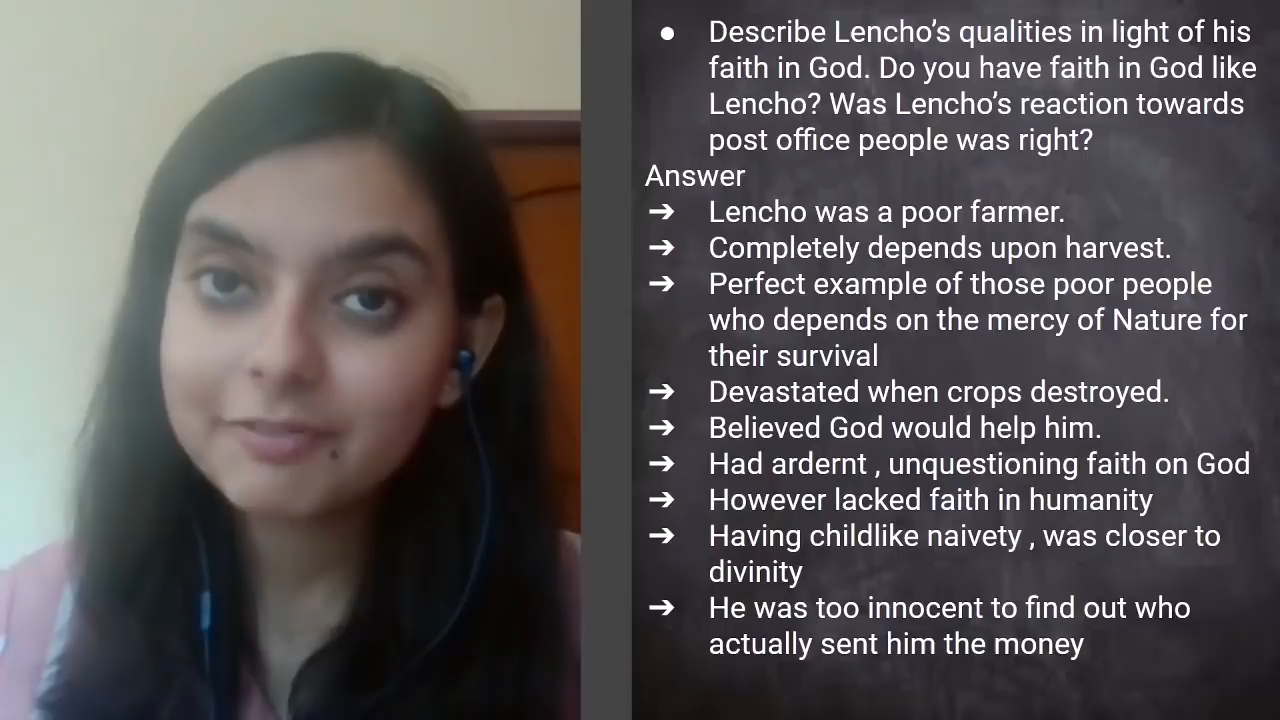 ● Describe Lencho’s qualities in light of his
faith in God. Do you have faith in God like
Lencho? Was Lencho’s reaction towards
post office people was right?
Answer
➔ Lencho was a poor farmer.
➔ Completely depends upon harvest.
➔ Perfect example of those poor people
who depends on the mercy of Nature for
their survival
➔ Devastated when crops destroyed.
➔ Believed God would help him.
➔ Had ardernt , unquestioning faith on God
➔ However lacked faith in humanity
➔ Having childlike naivety , was closer to
divinity
➔ He was too innocent to find out who
actually sent him the money